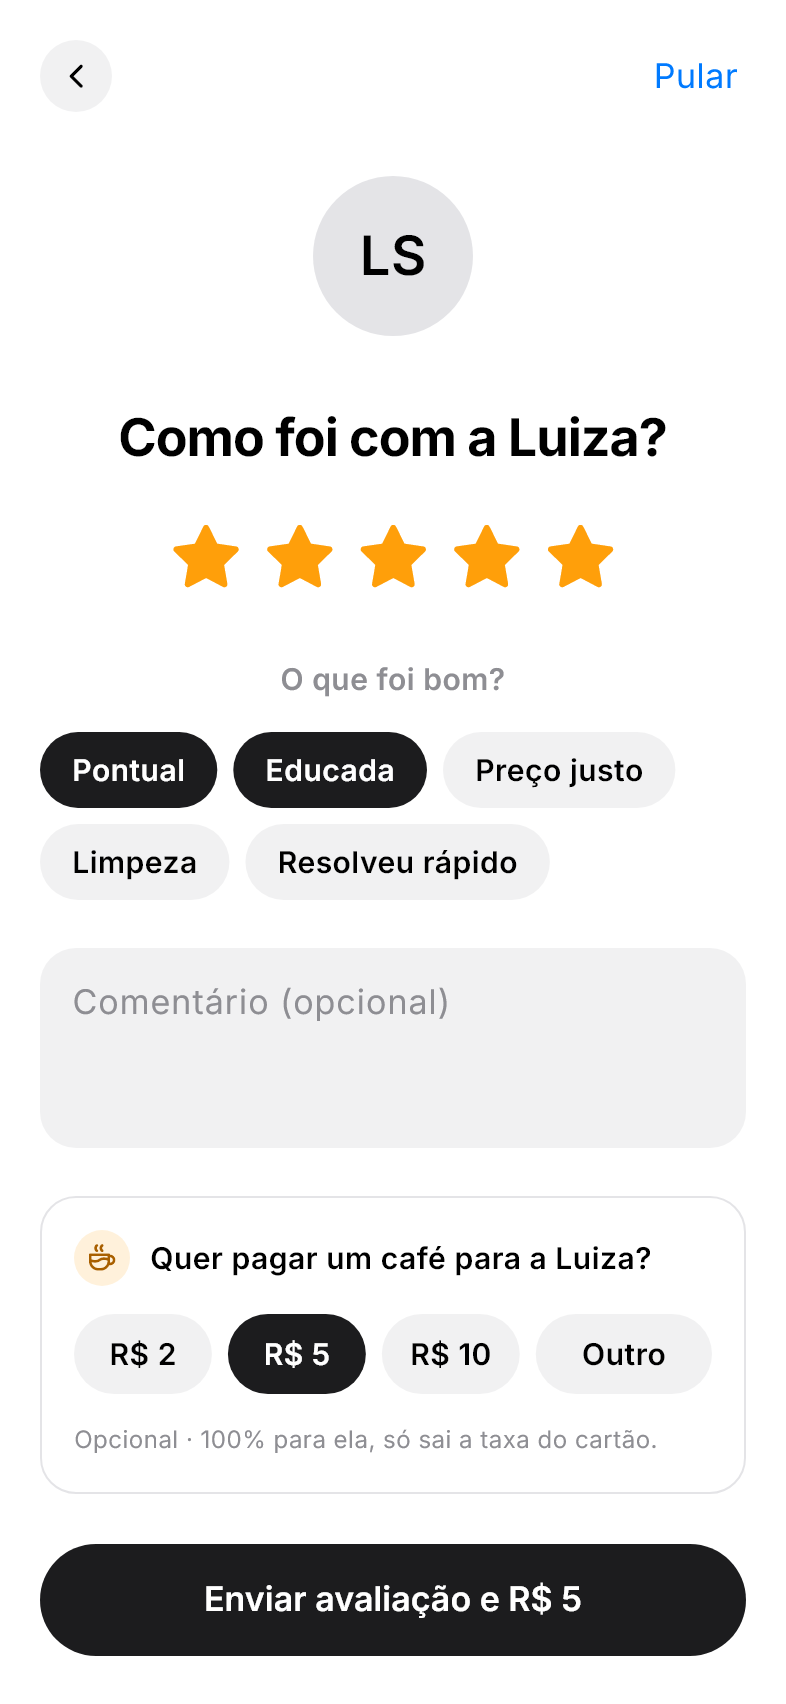 Pular
LS
Como foi com a Luiza?
O que foi bom?
Pontual Educada Preço justo
Limpeza Resolveu rápido
Comentário (opcional)
Quer pagar um café para a Luiza?
R$ 2 R$ 5 R$ 10 Outro
Opcional · 100% para ela, só sai a taxa do cartão.
Enviar avaliação e R$ 5